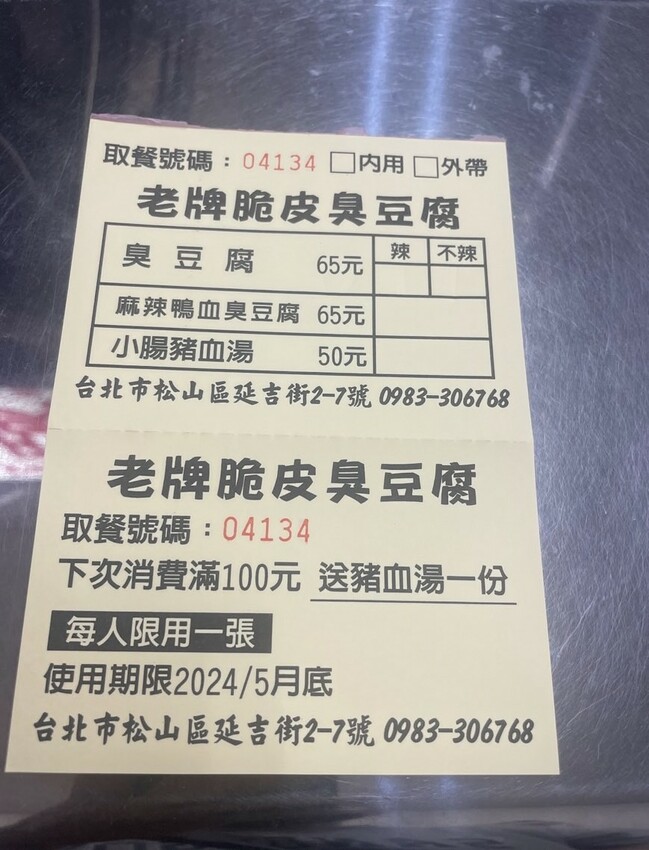 取餐號碼：04134 □內用 □外帶
老牌脆皮臭豆腐
辣 不辣
臭豆腐 65元
麻辣鴨血臭豆腐 65元
小腸豬血湯 50元
台北市松山區延吉街2-7號 0983-306768
老牌脆皮臭豆腐
取餐號碼：04134
下次消費滿100元 送豬血湯一份
每人限用一張
使用期限2024/5月底
台北市松山區延吉街2-7號 0983-306768